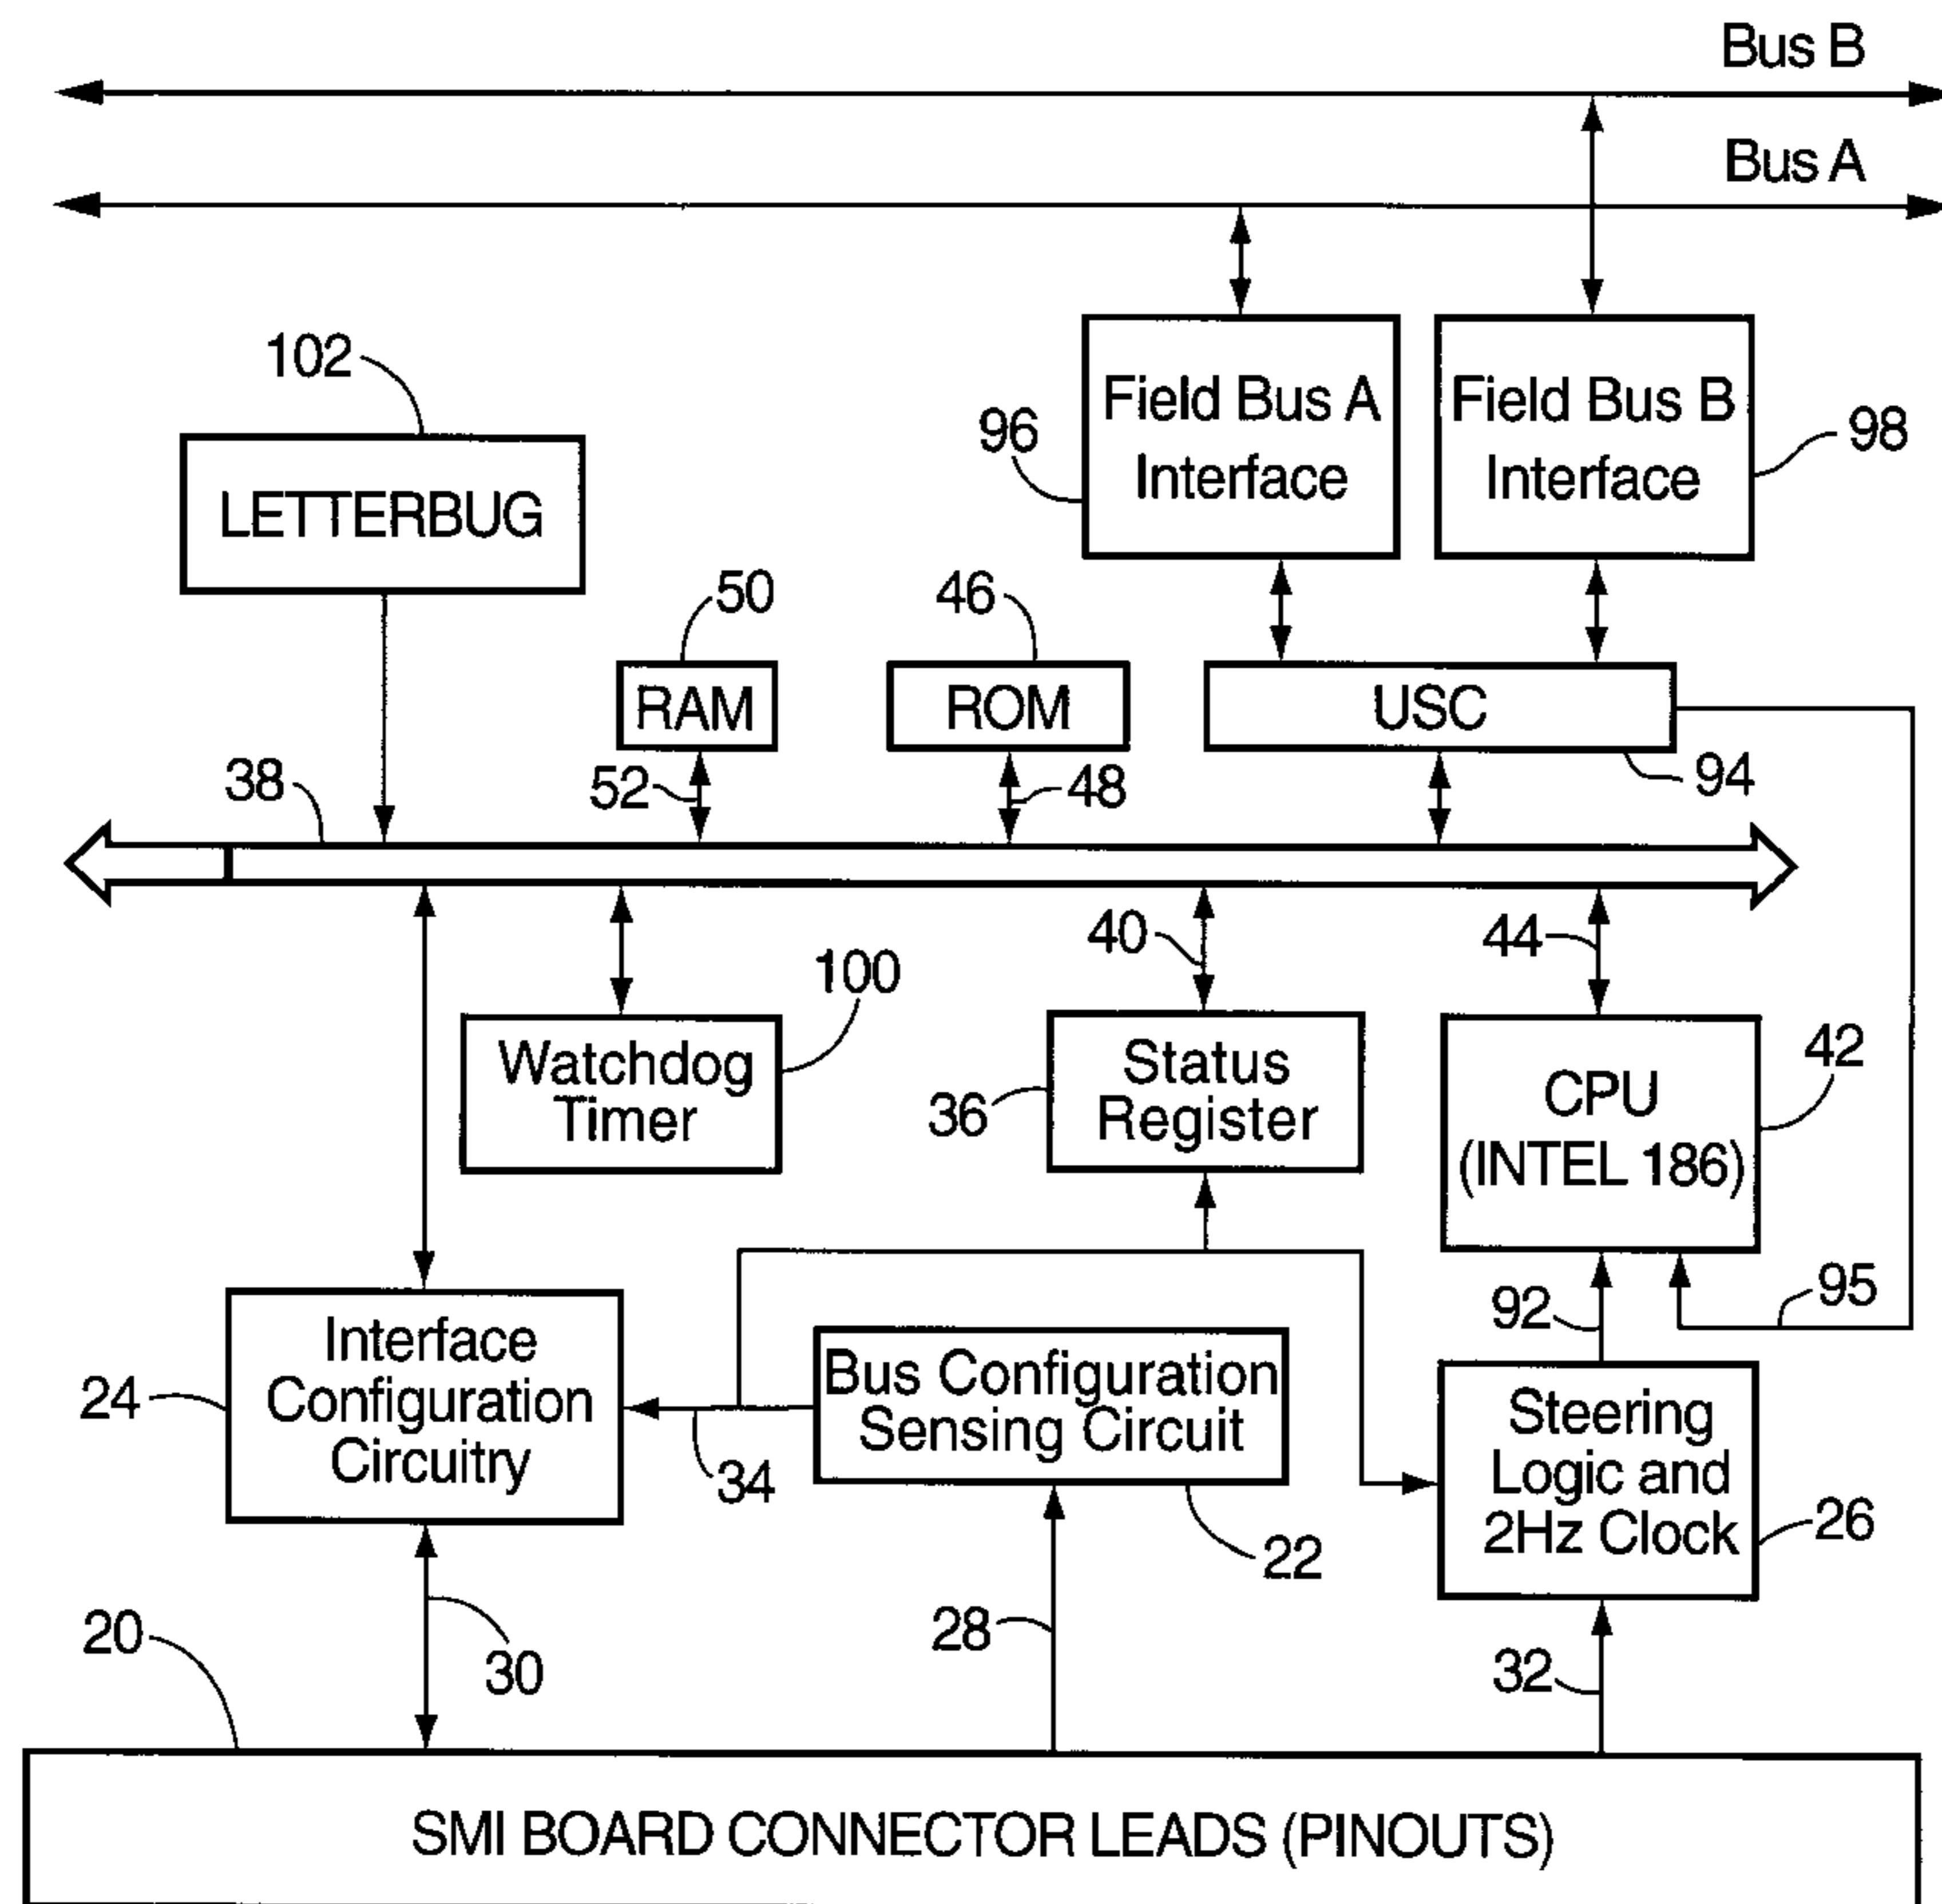 Bus B
Bus A
102
96
Field Bus A
Interface
Field Bus B
Interface
98
LETTERBUG
50
46
RAM
ROM
USC
38
52
48
94
40
44
100
Watchdog
Timer
36
Status
Register
CPU
(INTEL 186)
42
92
95
24
Interface
Configuration
Circuitry
34
Bus Configuration
Sensing Circuit
22
Steering
Logic and
2Hz Clock
26
20
30
28
32
SMI BOARD CONNECTOR LEADS (PINOUTS)